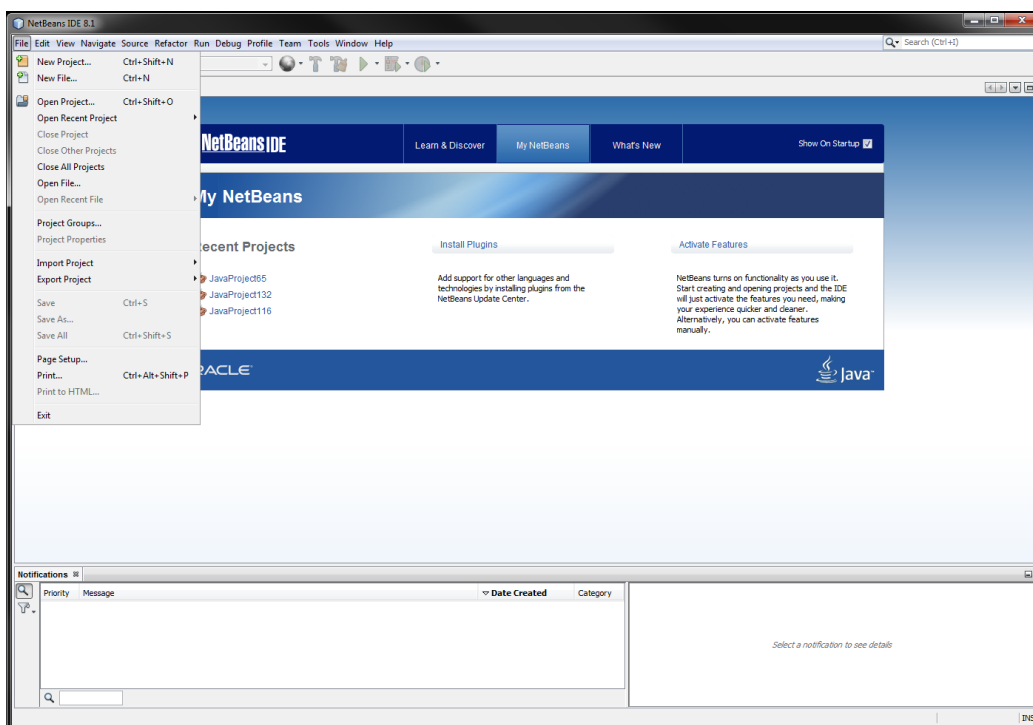 NetBeans IDE 8.1
File Edit View Navigate Source Refactor Run Debug Profile Team Tools Window Help
Search (Ctrl+I)
New Project... Ctrl+Shift+N
New File... Ctrl+N
Open Project... Ctrl+Shift+O
Open Recent Project
Close Project
Close Other Projects
Close All Projects
Open File...
Open Recent File
Project Groups...
Project Properties
Import Project
Export Project
Save Ctrl+S
Save As...
Save All Ctrl+Shift+S
Page Setup...
Print... Ctrl+Alt+Shift+P
Print to HTML...
Exit
NetBeans IDE
Learn & Discover
My NetBeans
What's New
Show On Startup
My NetBeans
Recent Projects
JavaProject65
JavaProject132
JavaProject116
Install Plugins
Add support for other languages and
technologies by installing plugins from the
NetBeans Update Center.
Activate Features
NetBeans turns on functionality as you use it.
Start creating and opening projects and the IDE
will just activate the features you need, making
your experience quicker and cleaner.
Alternatively, you can activate features
manually.
ORACLE
Java
Notifications
Priority Message Date Created Category
Select a notification to see details
INS